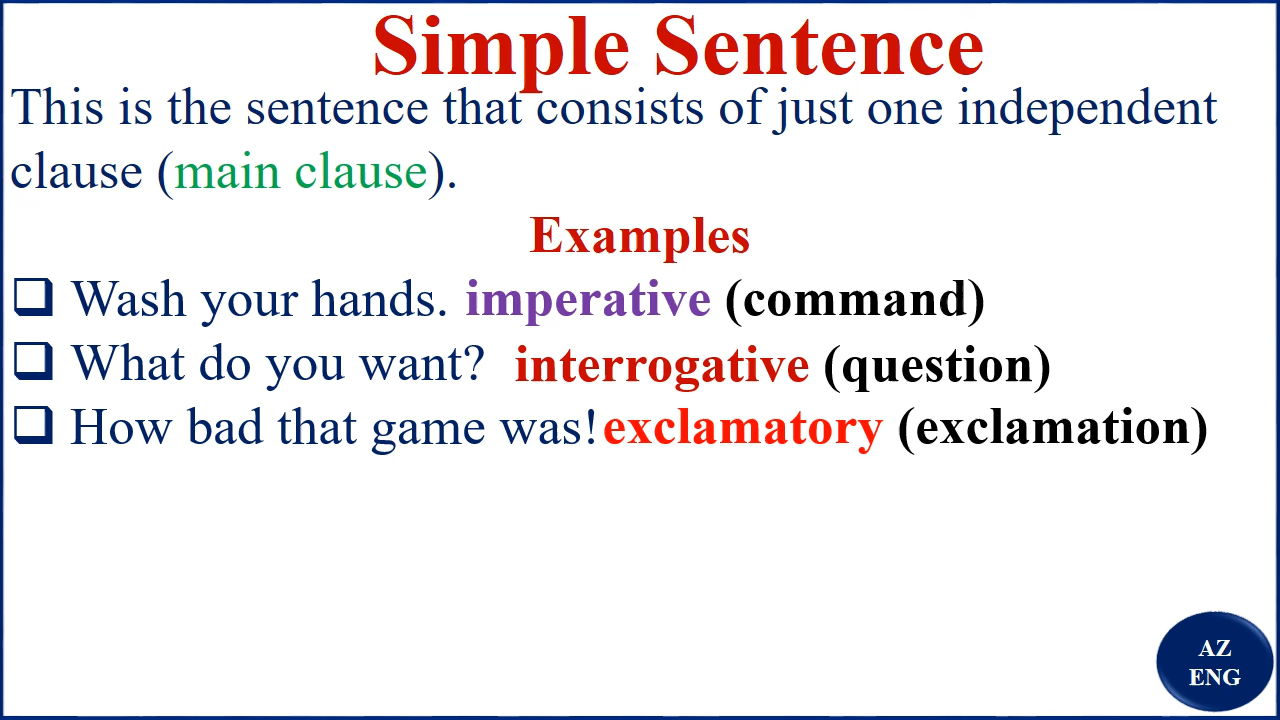 Simple Sentence
This is the sentence that consists of just one independent
clause (main clause).
Examples
❑ Wash your hands. imperative (command)
❑ What do you want? interrogative (question)
❑ How bad that game was! exclamatory (exclamation)
AZ
ENG